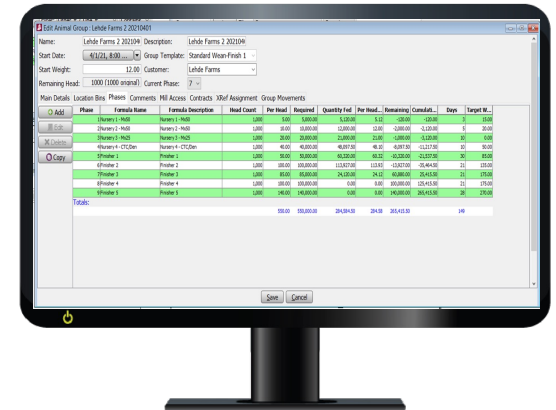 Edit Animal Group : Lehde Farms 2 20210401
Name: Lehde Farms 2 202104 Description: Lehde Farms 2 202104
Start Date: 4/1/21, 8:00 ... Group Template: Standard Wean-Finish 1
Start Weight: 12.00 Customer: Lehde Farms
Remaining Head: 1000 (1000 original) Current Phase: 7
Main Details Location Bins Phases Comments Mill Access Contracts XRef Assignment Group Movements
Add Phase Formula Name Formula Description Head Count Per Head Required Quantity Fed Per Head... Remaining Cumulati... Days Target W...
1 Nursery 1 - Mx50 Nursery 1 - Mx50 1,000 5.00 5,000.00 5,120.00 5.12 -120.00 -120.00 3 15.00
Edit 2 Nursery 2 - Mx50 Nursery 2 - Mx50 1,000 10.00 10,000.00 12,000.00 12.00 -2,000.00 -2,120.00 5 20.00
3 Nursery 3 - Mx25 Nursery 3 - Mx25 1,000 20.00 20,000.00 21,000.00 21.00 -1,000.00 -3,120.00 10 0.00
Delete 4 Nursery 4 - CTC/Den Nursery 4 - CTC/Den 1,000 40.00 40,000.00 48,097.50 48.10 -8,097.50 -11,217.50 10 50.00
Copy 5 Finisher 1 Finisher 1 1,000 50.00 50,000.00 60,320.00 60.32 -10,320.00 -21,537.50 30 85.00
6 Finisher 2 Finisher 2 1,000 100.00 100,000.00 113,927.00 113.93 -13,927.00 -35,464.50 21 135.00
7 Finisher 3 Finisher 3 1,000 85.00 85,000.00 24,120.00 24.12 60,880.00 25,415.50 21 175.00
8 Finisher 4 Finisher 4 1,000 100.00 100,000.00 0.00 0.00 100,000.00 125,415.50 21 175.00
9 Finisher 5 Finisher 5 1,000 140.00 140,000.00 0.00 0.00 140,000.00 265,415.50 28 270.00
Totals:
550.00 550,000.00 284,584.50 284.58 265,415.50 149
Save Cancel